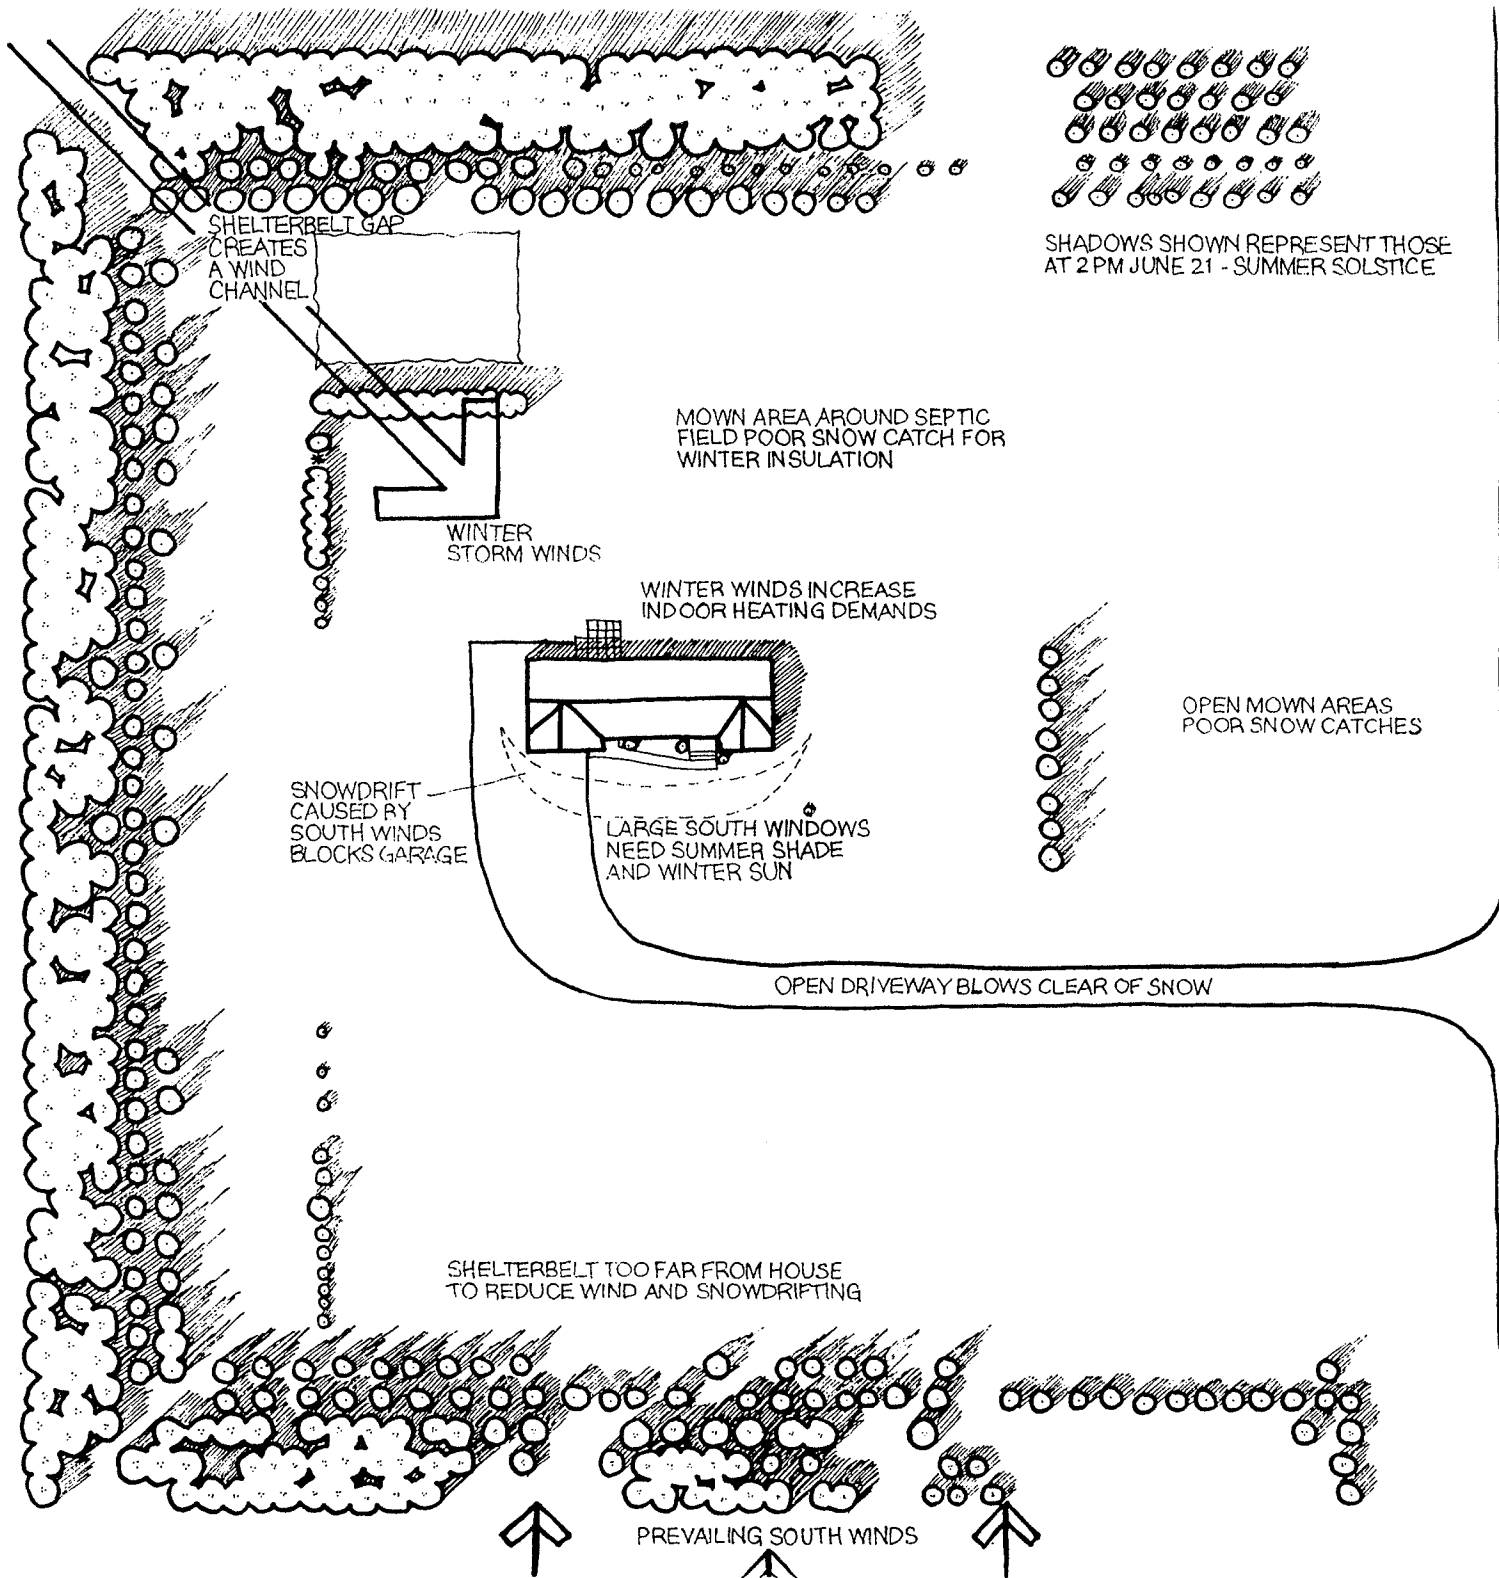 SHELTERBELT GAP
CREATES
A WIND
CHANNEL
SHADOWS SHOWN REPRESENT THOSE
AT 2 PM JUNE 21 - SUMMER SOLSTICE
MOWN AREA AROUND SEPTIC
FIELD POOR SNOW CATCH FOR
WINTER INSULATION
WINTER
STORM WINDS
WINTER WINDS INCREASE
INDOOR HEATING DEMANDS
OPEN MOWN AREAS
POOR SNOW CATCHES
SNOWDRIFT
CAUSED BY
SOUTH WINDS
BLOCKS GARAGE
LARGE SOUTH WINDOWS
NEED SUMMER SHADE
AND WINTER SUN
OPEN DRIVEWAY BLOWS CLEAR OF SNOW
SHELTERBELT TOO FAR FROM HOUSE
TO REDUCE WIND AND SNOWDRIFTING
PREVAILING SOUTH WINDS